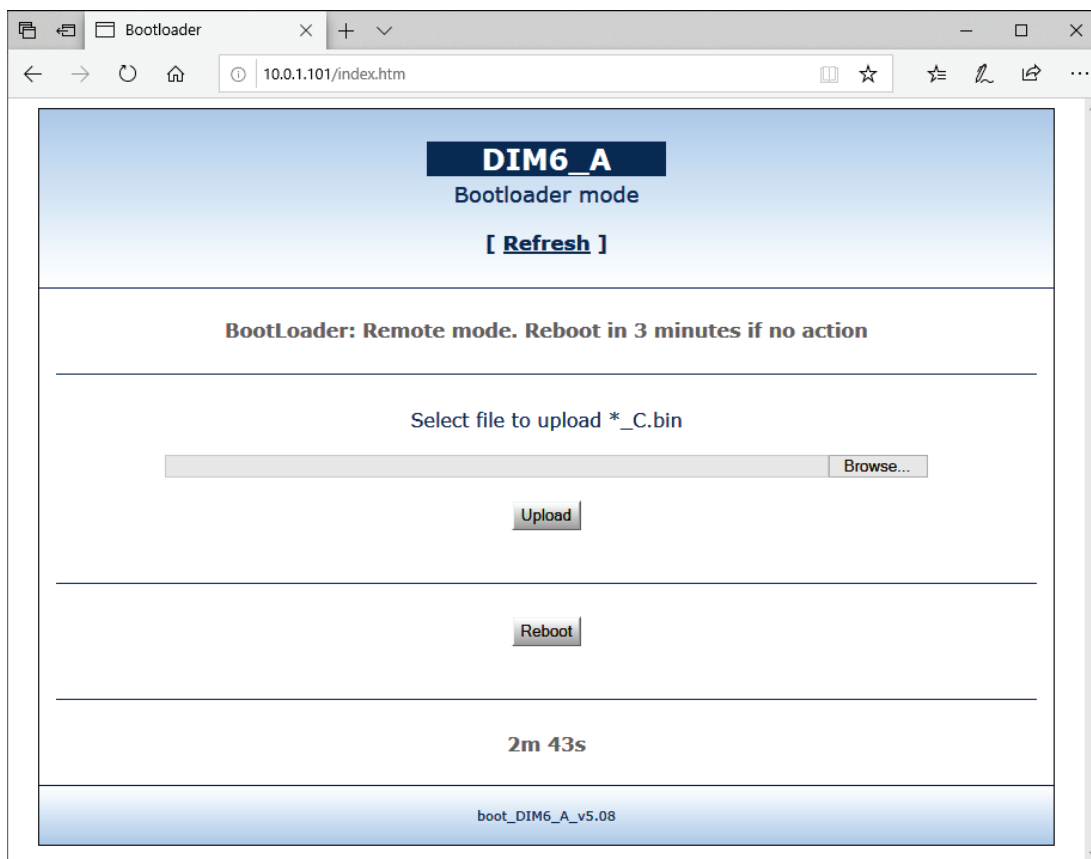 Bootloader
10.0.1.101/index.htm
DIM6_A
Bootloader mode
[ Refresh ]
BootLoader: Remote mode. Reboot in 3 minutes if no action
Select file to upload *_C.bin
Browse...
Upload
Reboot
2m 43s
boot_DIM6_A_v5.08